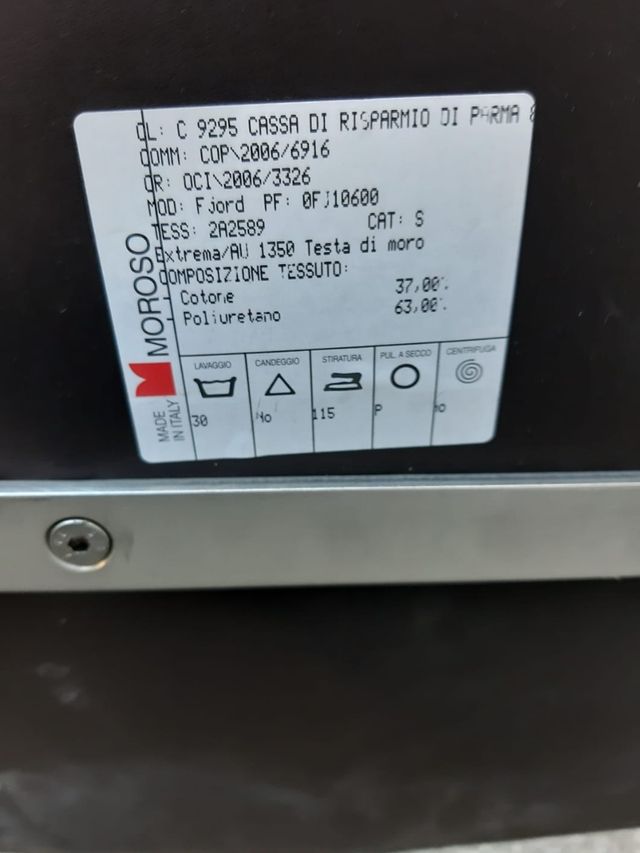 CL: C 9295 CASSA DI RISPARMIO DI PARMA
COMM: COP\2006/6916
OR: OCI\2006/3326
MOD: Fjord PF: 0FJ10600
TESS: 2A2589 CAT: S
Extrema/AU 1350 Testa di moro
COMPOSIZIONE TESSUTO:
Cotone 37,00%
Poliuretano 63,00%
MOROSO
MADE
IN ITALY
LAVAGGIO CANDEGGIO STIRATURA PUL. A SECCO CENTRIFUGA
30 No 115 P no